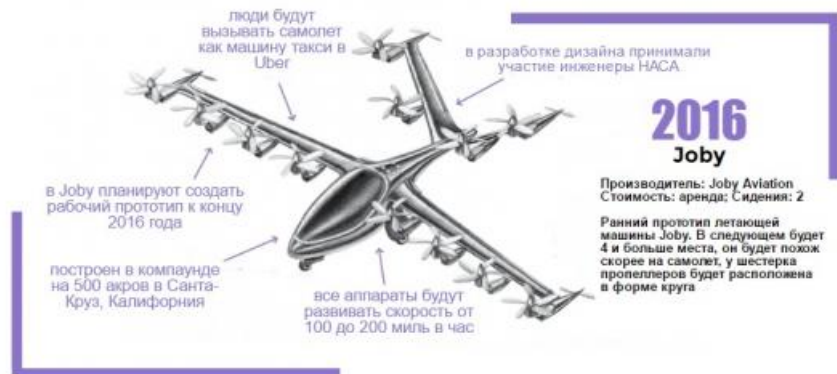 люди будут
вызывать самолет
как машину такси в
Uber
в разработке дизайна принимали
участие инженеры НАСА
2016
Joby
Производитель: Joby Aviation
Стоимость: аренда; Сидения: 2
Ранний прототип летающей
машины Joby. В следующем будет
4 и больше места, он будет похож
скорее на самолет, у шестерка
пропеллеров будет расположена
в форме круга
в Joby планируют создать
рабочий прототип к концу
2016 года
построен в компаунде
на 500 акров в Санта-
Круз, Калифорния
все аппараты будут
развивать скорость от
100 до 200 миль в час